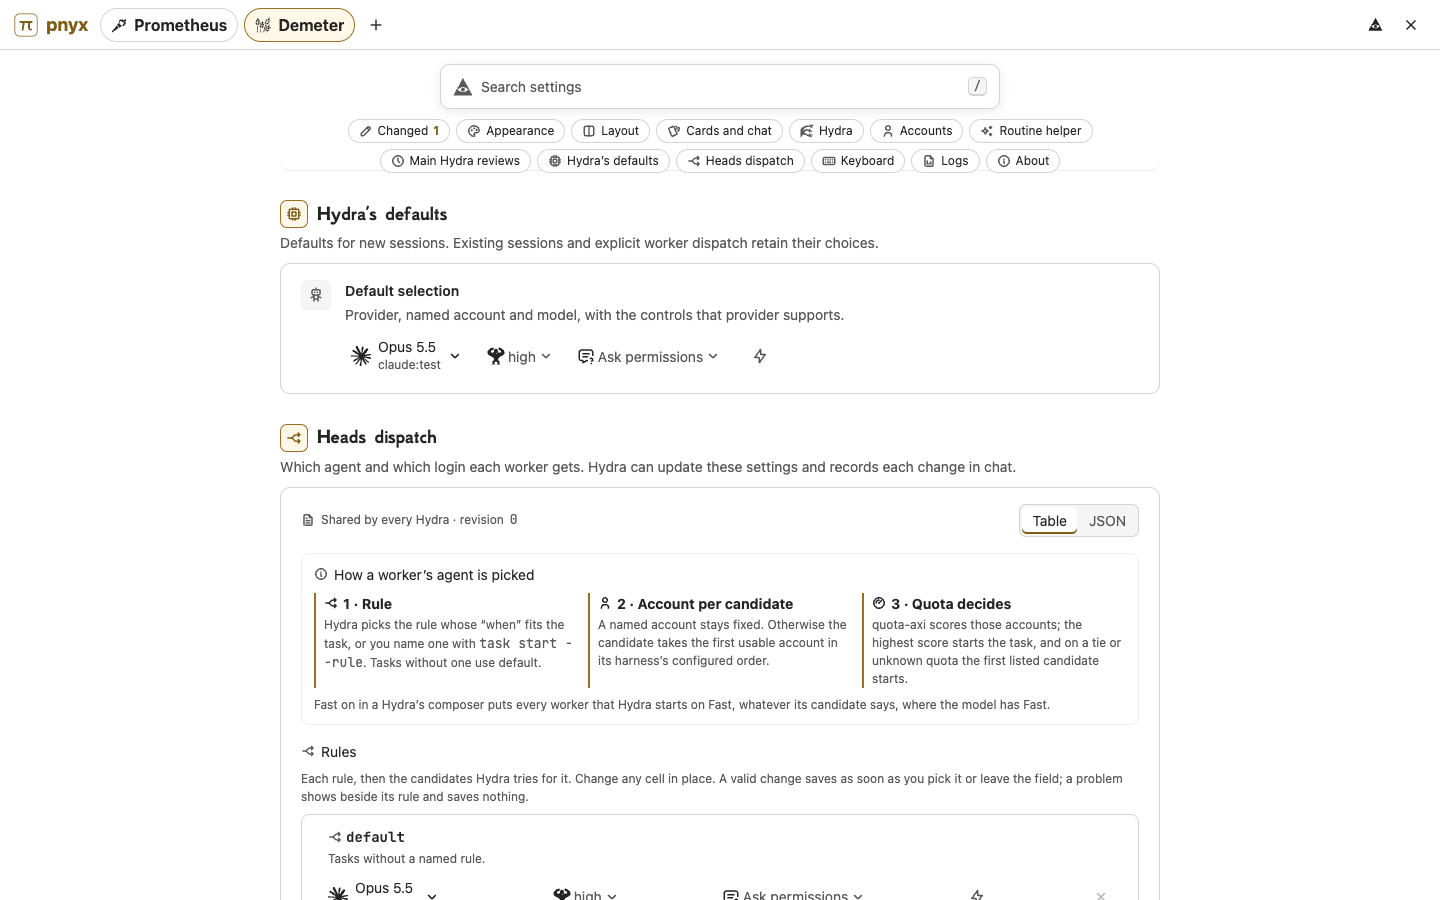 π pnyx Prometheus Demeter +
Search settings /
Changed 1 Appearance Layout Cards and chat Hydra Accounts Routine helper
Main Hydra reviews Hydra's defaults Heads dispatch Keyboard Logs About
Hydra's defaults
Defaults for new sessions. Existing sessions and explicit worker dispatch retain their choices.
Default selection
Provider, named account and model, with the controls that provider supports.
Opus 5.5
claude:test
high
Ask permissions
Heads dispatch
Which agent and which login each worker gets. Hydra can update these settings and records each change in chat.
Shared by every Hydra · revision 0
Table JSON
How a worker's agent is picked
1 · Rule
Hydra picks the rule whose “when” fits the
task, or you name one with task start -
-rule. Tasks without one use default.
2 · Account per candidate
A named account stays fixed. Otherwise the
candidate takes the first usable account in
its harness's configured order.
3 · Quota decides
quota-axi scores those accounts; the
highest score starts the task, and on a tie or
unknown quota the first listed candidate
starts.
Fast on in a Hydra's composer puts every worker that Hydra starts on Fast, whatever its candidate says, where the model has Fast.
Rules
Each rule, then the candidates Hydra tries for it. Change any cell in place. A valid change saves as soon as you pick it or leave the field; a problem
shows beside its rule and saves nothing.
default
Tasks without a named rule.
Opus 5.5
high
Ask permissions